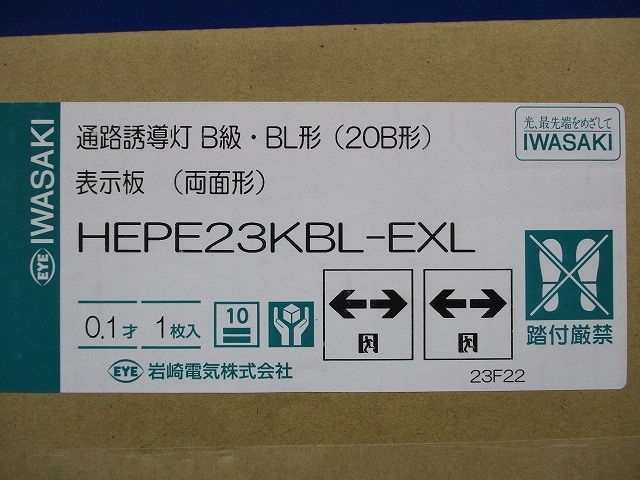 EYE IWASAKI
通路誘導灯 B級・BL形（20B形）
表示板 （両面形）
HEPE23KBL-EXL
光、最先端をめざして
IWASAKI
0.1才 1枚入
10
踏付厳禁
EYE 岩崎電気株式会社
23F22